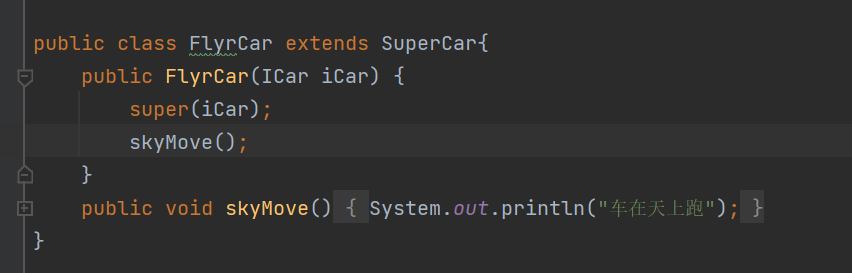 public class FlyrCar extends SuperCar{
public FlyrCar(ICar iCar) {
super(iCar);
skyMove();
}
public void skyMove() { System.out.println("车在天上跑"); }
}